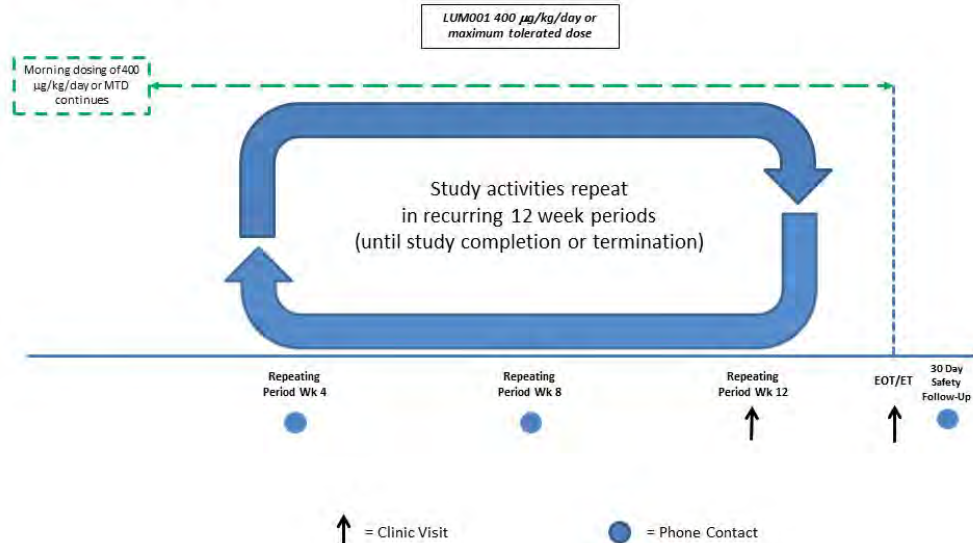 LUM001 400 µg/kg/day or
maximum tolerated dose
Morning dosing of 400
µg/kg/day or MTD
continues
Study activities repeat
in recurring 12 week periods
(until study completion or termination)
Repeating
Period Wk 4
Repeating
Period Wk 8
Repeating
Period Wk 12
EOT/ET
30 Day
Safety
Follow-Up
= Clinic Visit
= Phone Contact